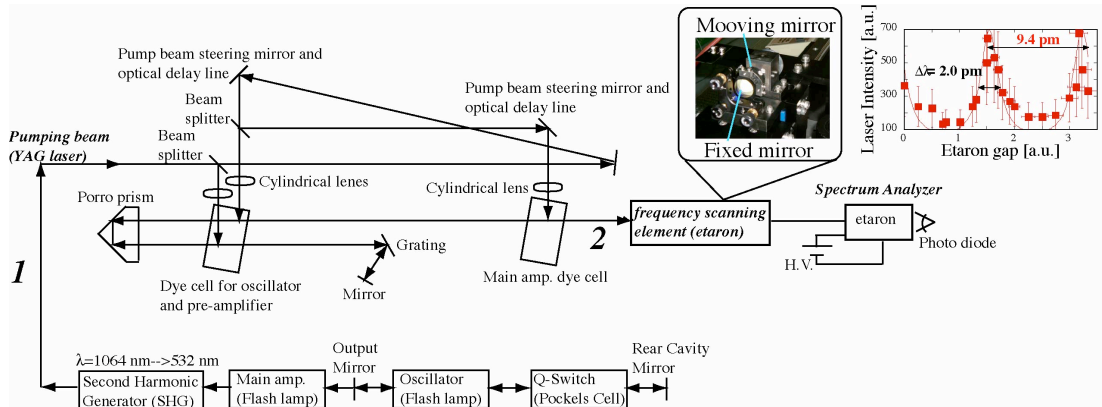 Pump beam steering mirror and
optical delay line
Beam
splitter
Pumping beam
(YAG laser)
Beam
splitter
Cylindrical lenes
Porro prism
Pump beam steering mirror and
optical delay line
Cylindrical lens
Grating
Mirror
Dye cell for oscillator
and pre-amplifier
Main amp. dye cell
1
2
Mooving mirror
Fixed mirror
frequency scanning
element (etaron)
Spectrum Analyzer
etaron
Photo diode
H.V.
Laser Intensity [a.u.]
700
500
300
100
9.4 pm
Δλ= 2.0 pm
0
1
2
3
Etaron gap [a.u.]
λ=1064 nm-->532 nm
Second Harmonic
Generator (SHG)
Main amp.
(Flash lamp)
Output
Mirror
Oscillator
(Flash lamp)
Q-Switch
(Pockels Cell)
Rear Cavity
Mirror